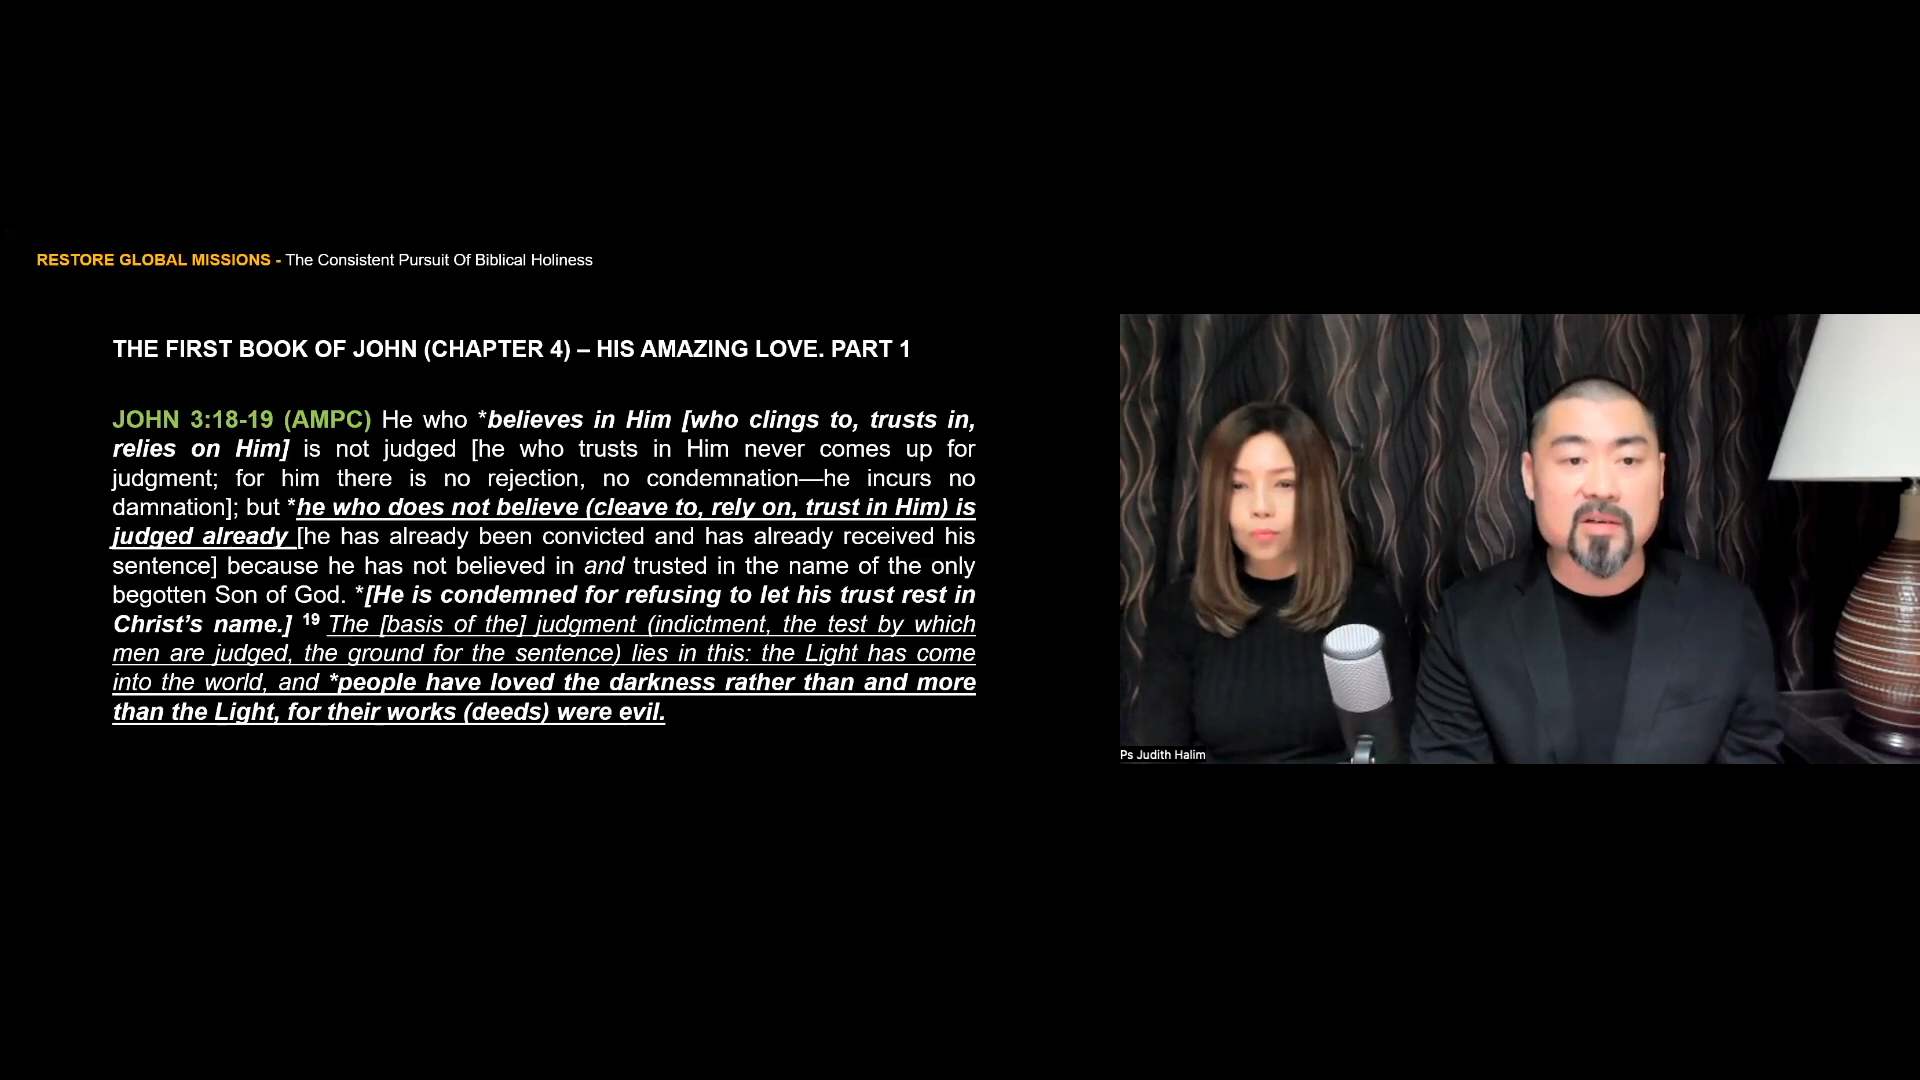 RESTORE GLOBAL MISSIONS - The Consistent Pursuit Of Biblical Holiness
THE FIRST BOOK OF JOHN (CHAPTER 4) – HIS AMAZING LOVE. PART 1
JOHN 3:18-19 (AMPC) He who *believes in Him [who clings to, trusts in,
relies on Him] is not judged [he who trusts in Him never comes up for
judgment; for him there is no rejection, no condemnation—he incurs no
damnation]; but *he who does not believe (cleave to, rely on, trust in Him) is
judged already [he has already been convicted and has already received his
sentence] because he has not believed in and trusted in the name of the only
begotten Son of God. *[He is condemned for refusing to let his trust rest in
Christ’s name.] 19 The [basis of the] judgment (indictment, the test by which
men are judged, the ground for the sentence) lies in this: the Light has come
into the world, and *people have loved the darkness rather than and more
than the Light, for their works (deeds) were evil.
Ps Judith Halim